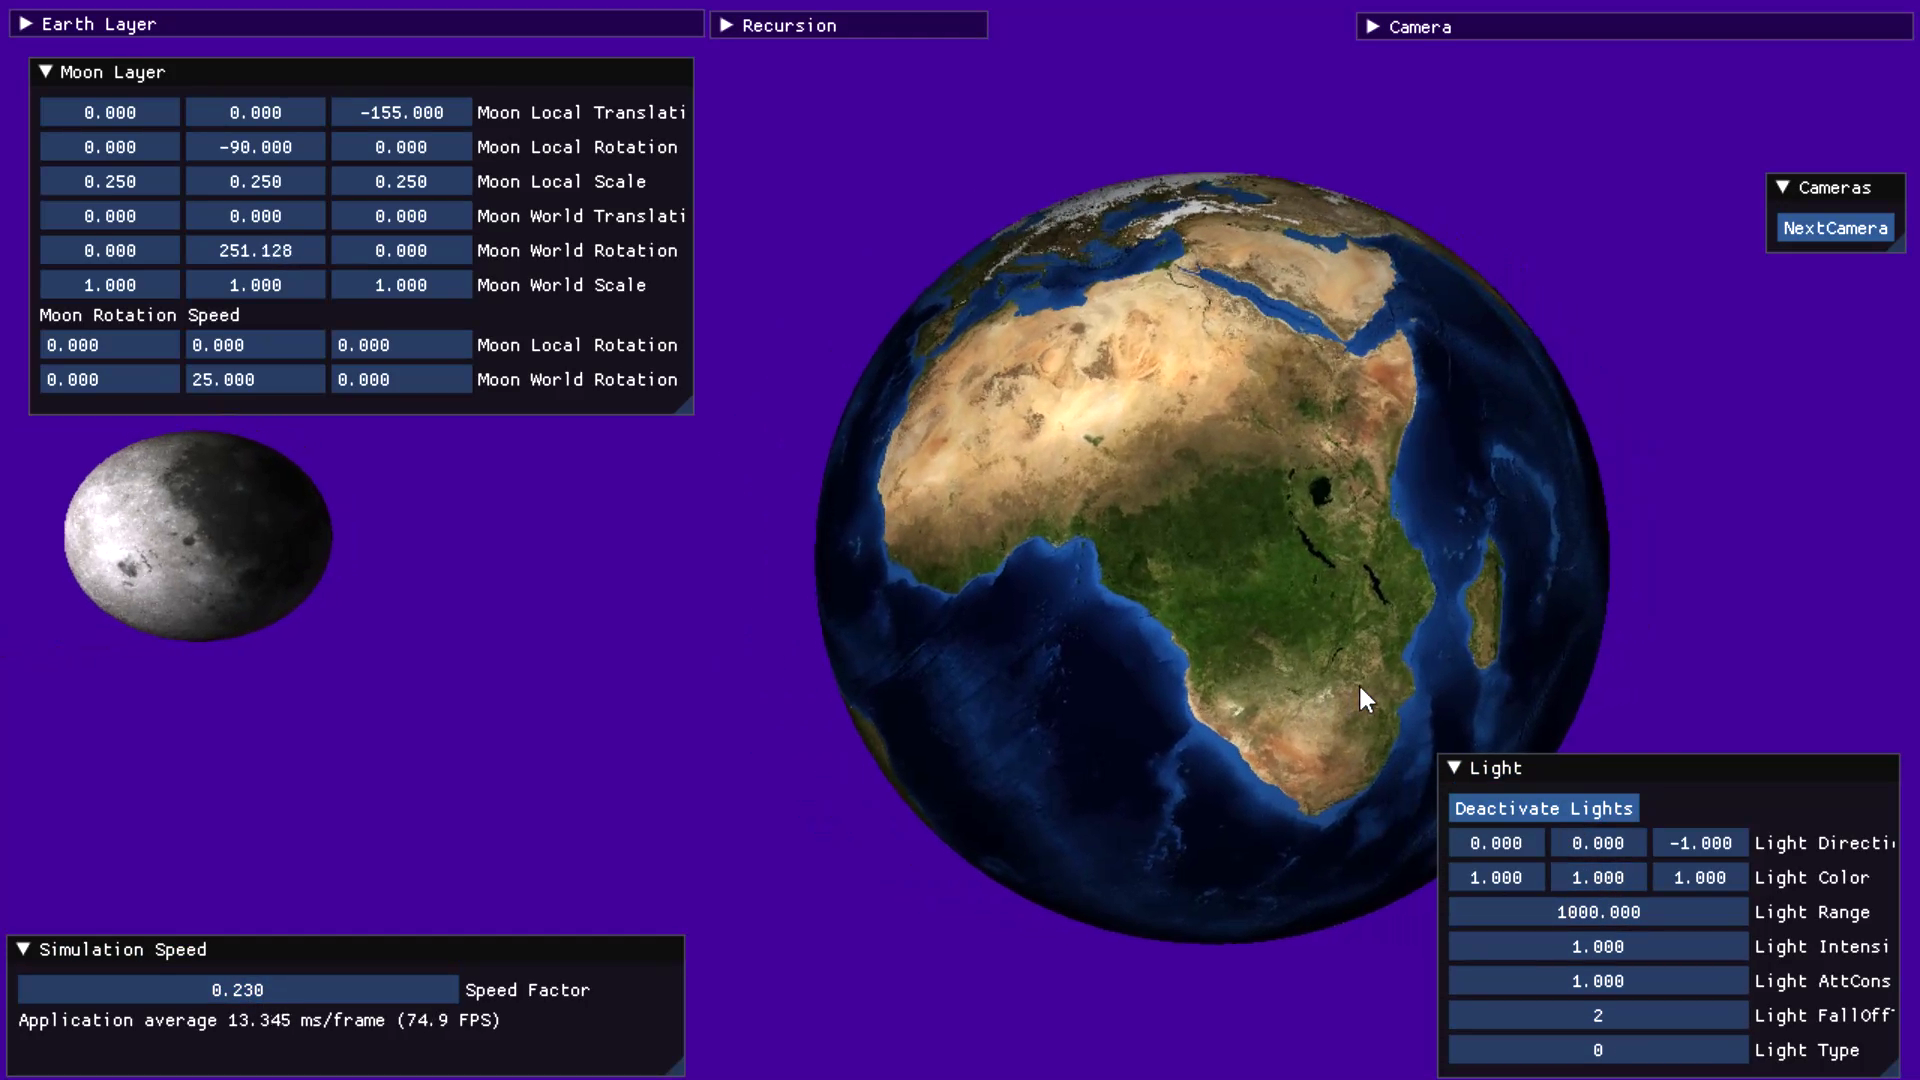 Earth Layer
Recursion
Camera
Moon Layer
0.000 0.000 -155.000 Moon Local Translati
0.000 -90.000 0.000 Moon Local Rotation
0.250 0.250 0.250 Moon Local Scale
0.000 0.000 0.000 Moon World Translati
0.000 251.128 0.000 Moon World Rotation
1.000 1.000 1.000 Moon World Scale
Moon Rotation Speed
0.000 0.000 0.000 Moon Local Rotation
0.000 25.000 0.000 Moon World Rotation
Cameras
NextCamera
Light
Deactivate Lights
0.000 0.000 -1.000 Light Directi
1.000 1.000 1.000 Light Color
1000.000 Light Range
1.000 Light Intensi
1.000 Light AttCons
2 Light FallOff
0 Light Type
Simulation Speed
0.230 Speed Factor
Application average 13.345 ms/frame (74.9 FPS)